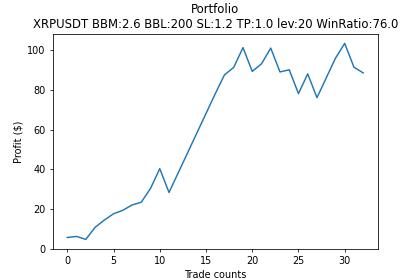 Portfolio
XRPUSDT BBM:2.6 BBL:200 SL:1.2 TP:1.0 lev:20 WinRatio:76.0
100
80
60
40
20
0
Profit ($)
0 5 10 15 20 25 30
Trade counts